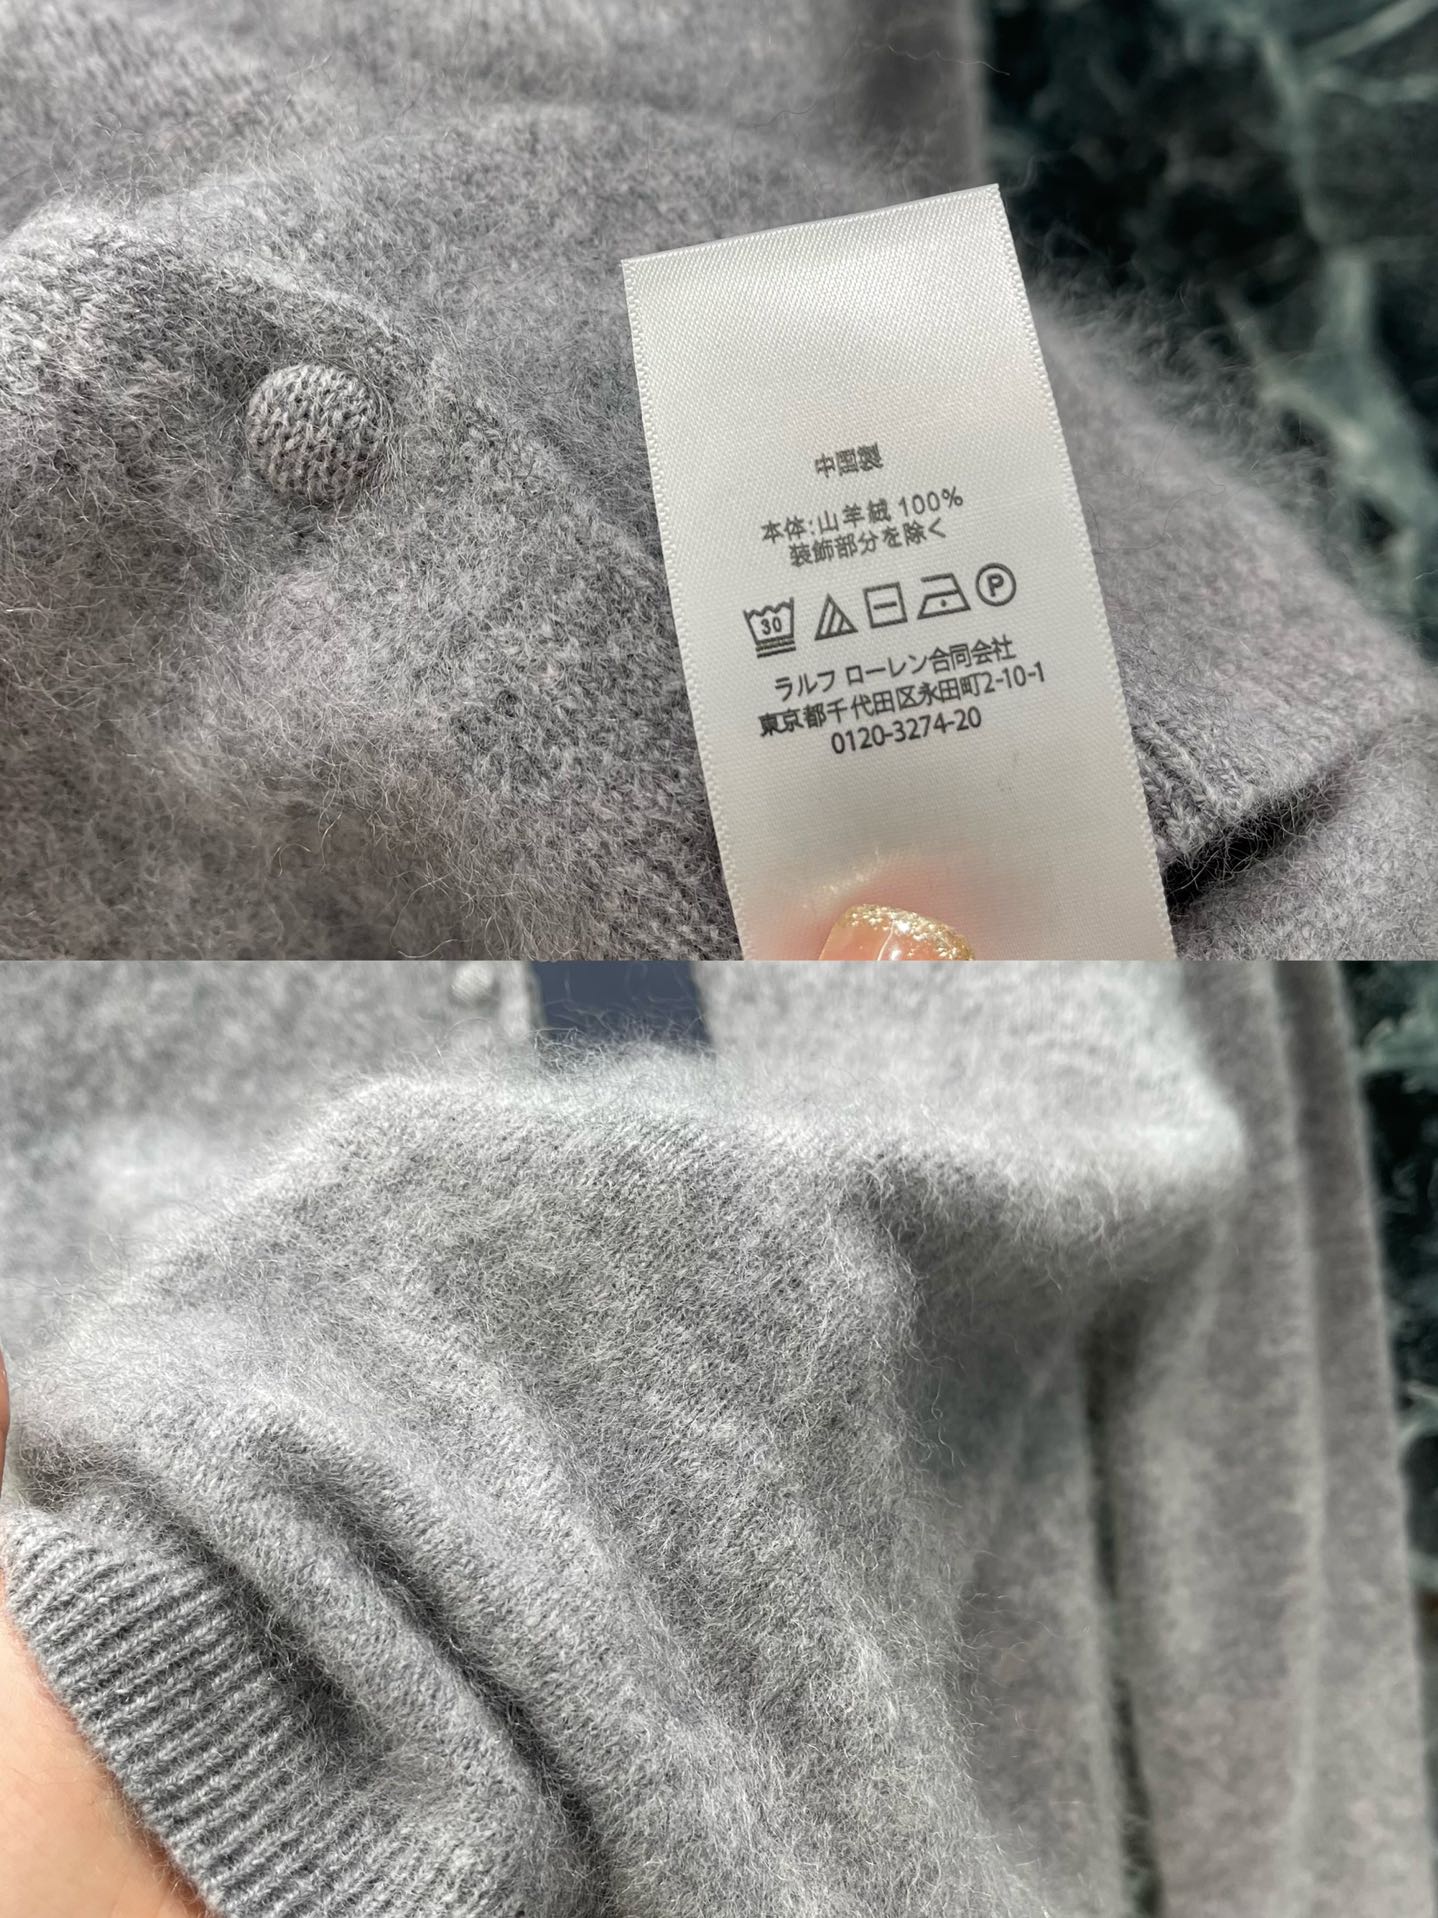 中国製
本体:山羊絨 100%
装飾部分を除く
30 P
ラルフ ローレン合同会社
東京都千代田区永田町2-10-1
0120-3274-20